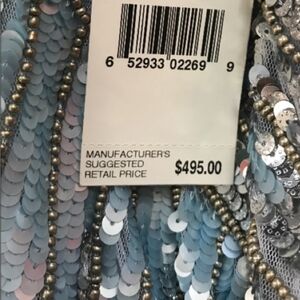 6 52933 02269 9
MANUFACTURER'S
SUGGESTED
RETAIL PRICE $495.00